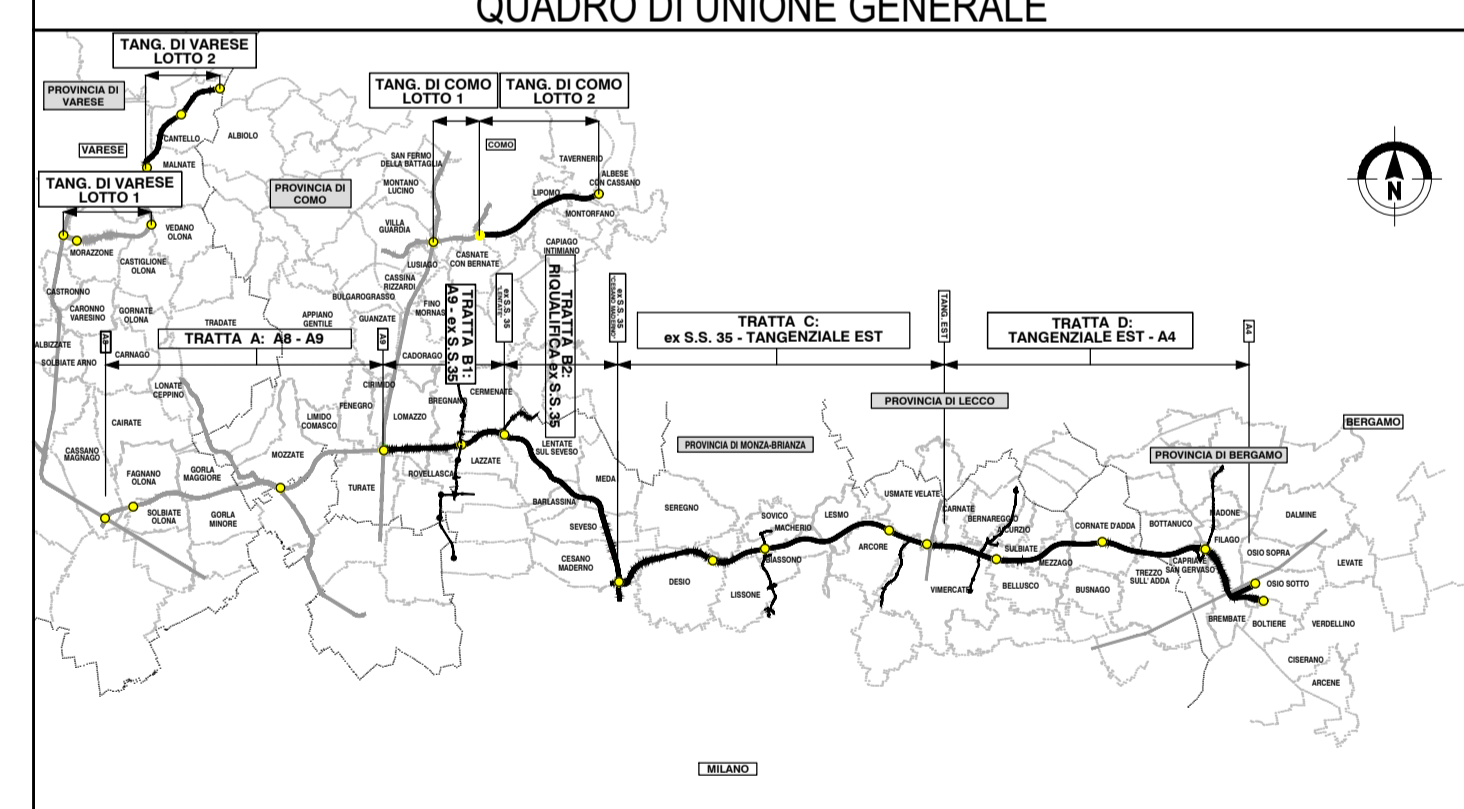 QUADRO DI UNIONE GENERALE
TANG. DI VARESE
LOTTO 2
PROVINCIA DI
VARESE
VARESE
CANTELLO
ALBIOLO
MALNATE
TANG. DI VARESE
LOTTO 1
VEDANO
OLONA
MORAZZONE
CASTIGLIONE
OLONA
TANG. DI COMO
LOTTO 1
TANG. DI COMO
LOTTO 2
COMO
PROVINCIA DI
COMO
SAN FERMO
DELLA BATTAGLIA
MONTANO
LUCINO
VILLA
GUARDIA
TAVERNERIO
ALBESE
CON CASSANO
LIPOMO
MONTORFANO
CAPIAGO
INTIMIANO
CASNATE
CON BERNATE
LUSIAGO
CASSINA
RIZZARDI
BULGAROGRASSO
FINO
MORNAS
N
CASTRONNO
CARONNO
VARESINO
GORNATE
OLONA
TRADATE
APPIANO
GENTILE
GUANZATE
ALBIZZATE
SOLBIATE ARNO
CARNAGO
A8
TRATTA A: A8 - A9
A9
CADORAGO
TRATTA B1:
A9 - ex S.S.35
ex S.S. 35
"LENTATE"
TRATTA B2:
RIQUALIFICA ex S.S.35
ex S.S. 35
"CESANO MADERNO"
TRATTA C:
ex S.S. 35 - TANGENZIALE EST
TANG. EST
TRATTA D:
TANGENZIALE EST - A4
A4
LONATE
CEPPINO
CIRIMIDO
FENEGRO
LIMIDO
COMASCO
LOMAZZO
BREGNANO
CERMENATE
CAIRATE
CASSANO
MAGNAGO
FAGNANO
OLONA
GORLA
MAGGIORE
MOZZATE
SOLBIATE
OLONA
GORLA
MINORE
TURATE
ROVELLASCA
LAZZATE
LENTATE
SUL SEVESO
BARLASSINA
MEDA
SEVESO
CESANO
MADERNO
PROVINCIA DI LECCO
PROVINCIA DI MONZA-BRIANZA
BERGAMO
PROVINCIA DI BERGAMO
SEREGNO
SOVICO
MACHERIO
BIASSONO
DESIO
LISSONE
LESMO
ARCORE
USMATE VELATE
CARNATE
BERNAREGGIO
AICURZIO
SULBIATE
MEZZAGO
VIMERCATE
BELLUSCO
CORNATE D'ADDA
BUSNAGO
TREZZO
SULL' ADDA
BOTTANUCO
MADONE
FILAGO
CAPRIATE
SAN GERVASO
DALMINE
OSIO SOPRA
OSIO SOTTO
LEVATE
BREMBATE
BOLTIERE
VERDELLINO
CISERANO
ARCENE
MILANO